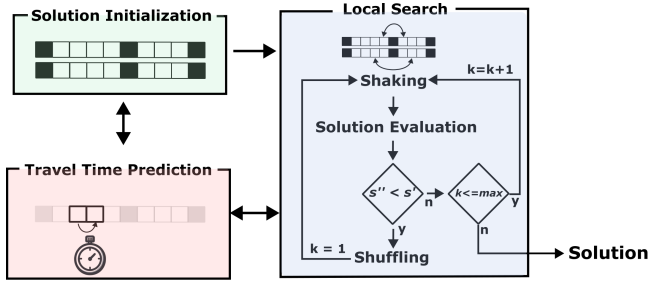 Solution Initialization
Local Search
k=k+1
Shaking
Solution Evaluation
Travel Time Prediction
s'' < s'
n
k<=max
y
y
n
k = 1
Shuffling
Solution